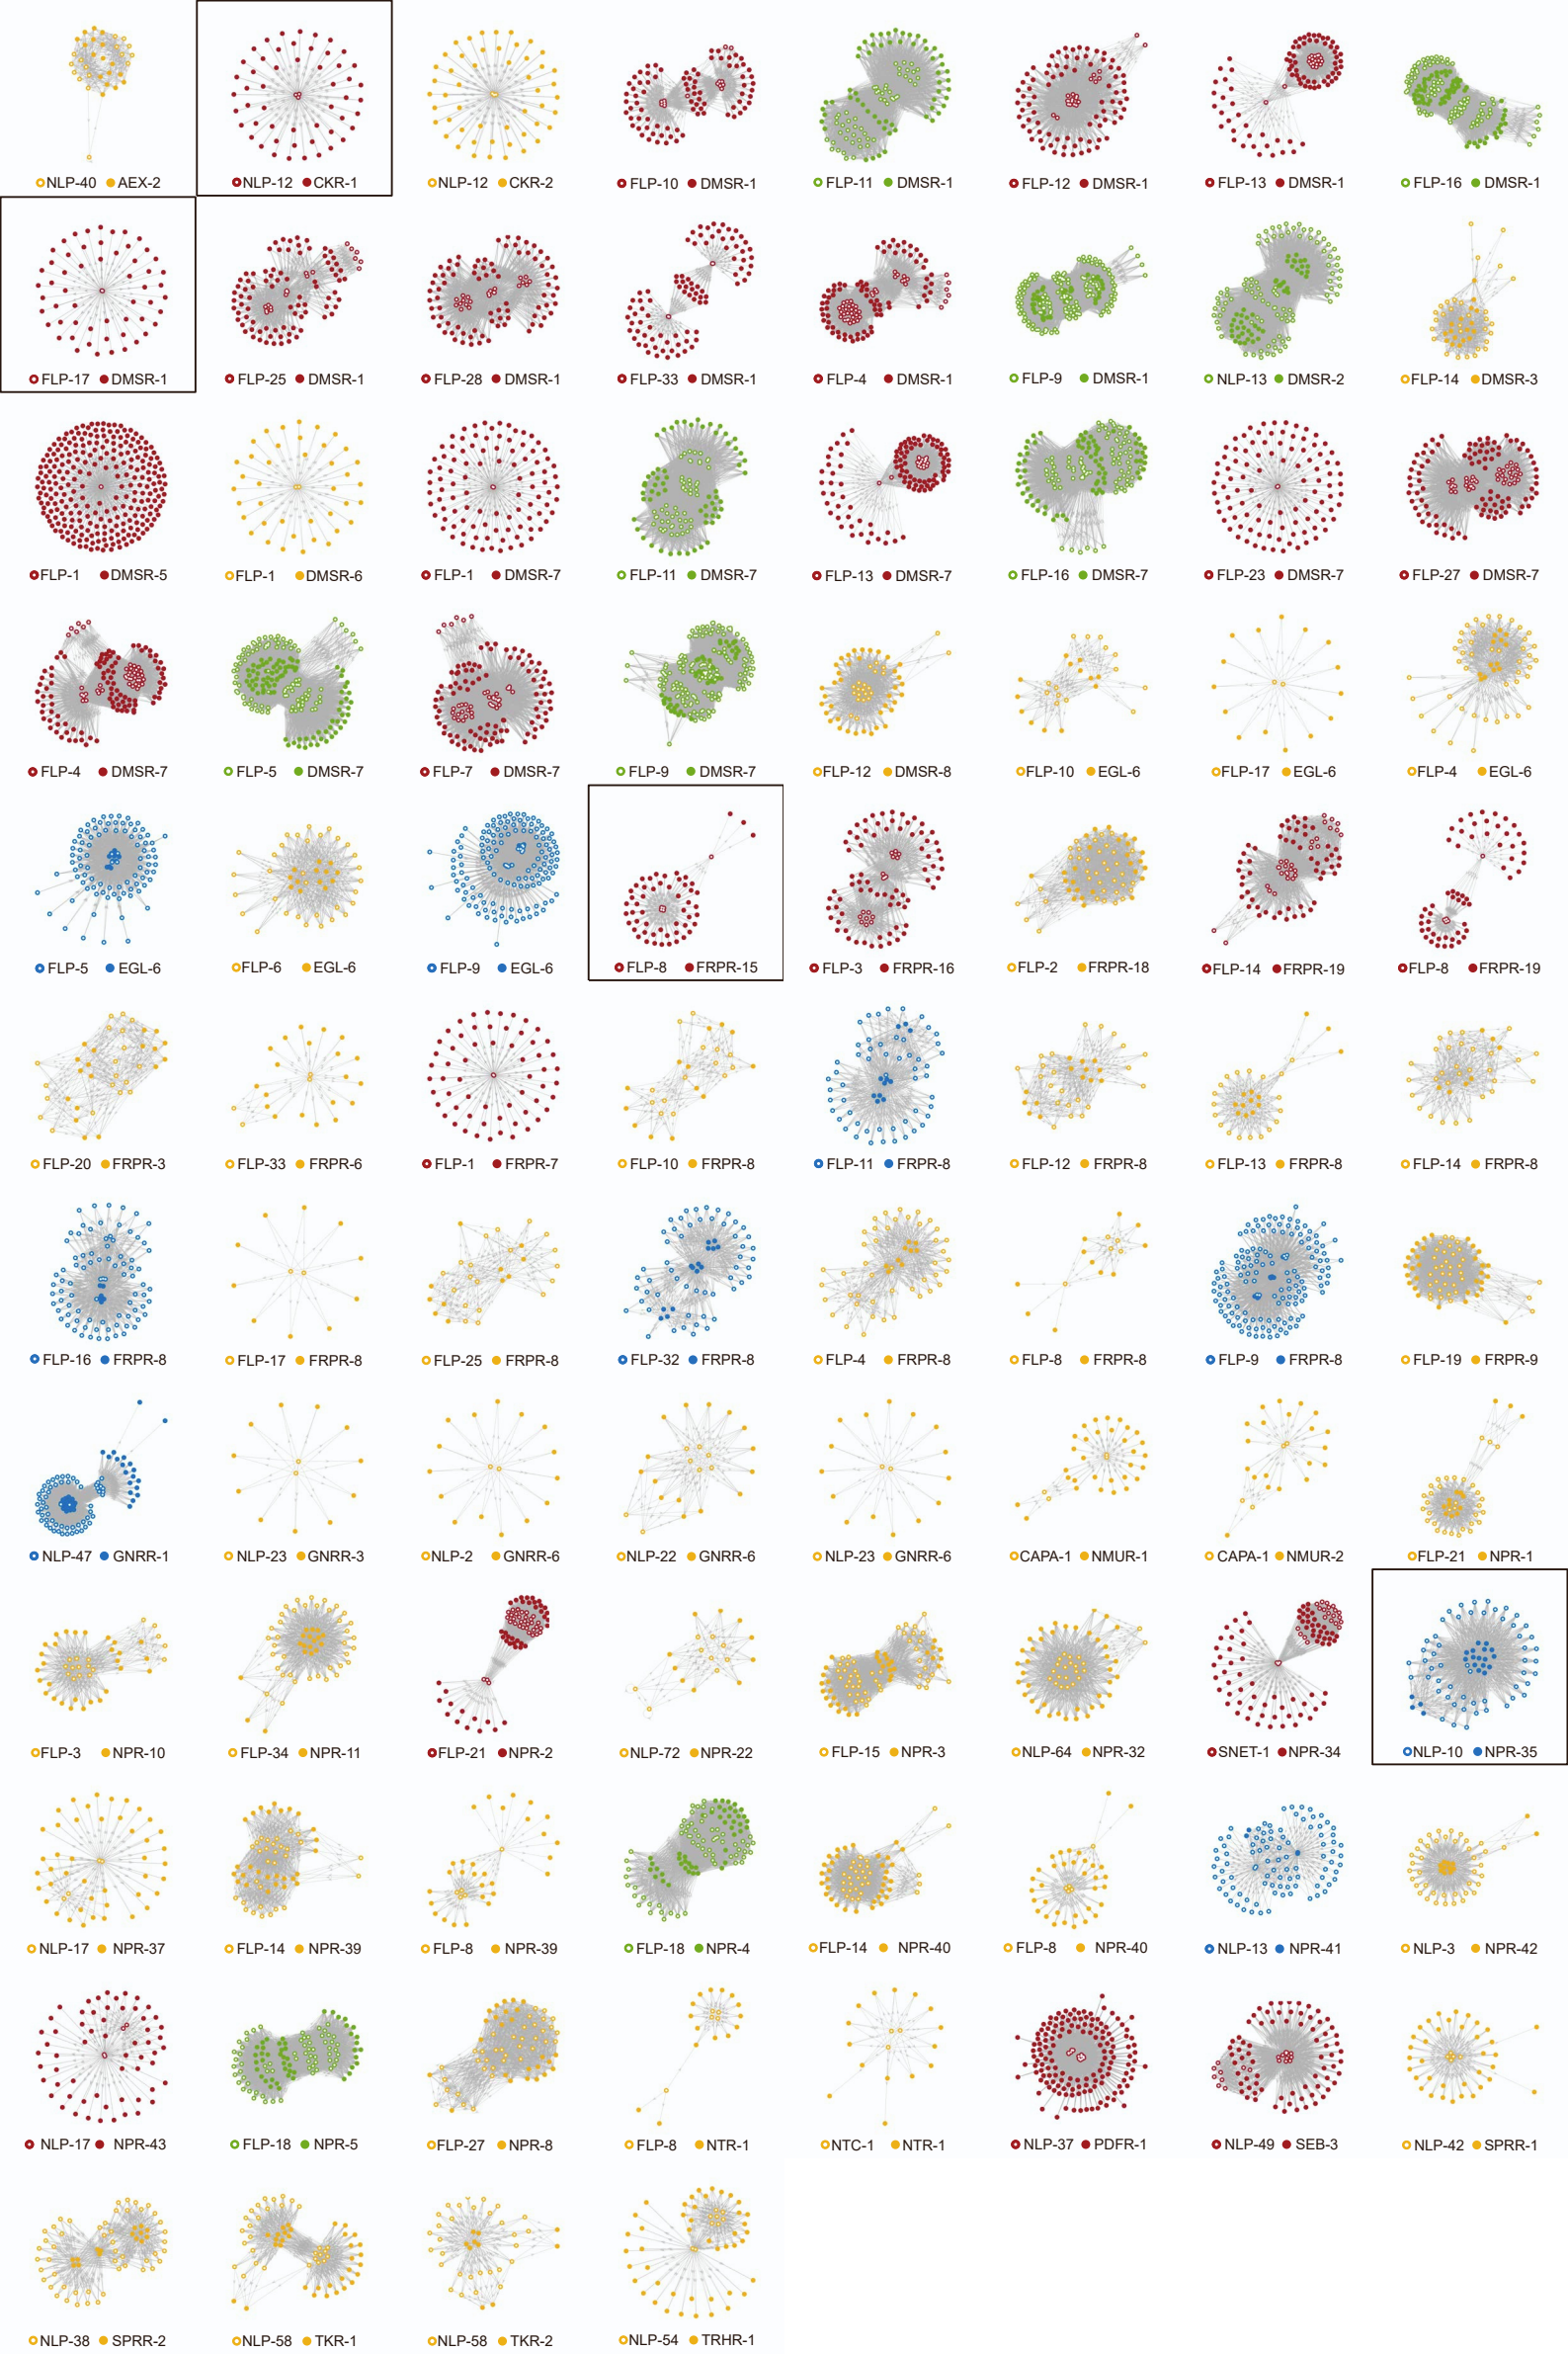 NLP-40 AEX-2 NLP-12 CKR-1 NLP-12 CKR-2 FLP-10 DMSR-1 FLP-11 DMSR-1 FLP-12 DMSR-1 FLP-13 DMSR-1 FLP-16 DMSR-1
FLP-17 DMSR-1 FLP-25 DMSR-1 FLP-28 DMSR-1 FLP-33 DMSR-1 FLP-4 DMSR-1 FLP-9 DMSR-1 NLP-13 DMSR-2 FLP-14 DMSR-3
FLP-1 DMSR-5 FLP-1 DMSR-6 FLP-1 DMSR-7 FLP-11 DMSR-7 FLP-13 DMSR-7 FLP-16 DMSR-7 FLP-23 DMSR-7 FLP-27 DMSR-7
FLP-4 DMSR-7 FLP-5 DMSR-7 FLP-7 DMSR-7 FLP-9 DMSR-7 FLP-12 DMSR-8 FLP-10 EGL-6 FLP-17 EGL-6 FLP-4 EGL-6
FLP-5 EGL-6 FLP-6 EGL-6 FLP-9 EGL-6 FLP-8 FRPR-15 FLP-3 FRPR-16 FLP-2 FRPR-18 FLP-14 FRPR-19 FLP-8 FRPR-19
FLP-20 FRPR-3 FLP-33 FRPR-6 FLP-1 FRPR-7 FLP-10 FRPR-8 FLP-11 FRPR-8 FLP-12 FRPR-8 FLP-13 FRPR-8 FLP-14 FRPR-8
FLP-16 FRPR-8 FLP-17 FRPR-8 FLP-25 FRPR-8 FLP-32 FRPR-8 FLP-4 FRPR-8 FLP-8 FRPR-8 FLP-9 FRPR-8 FLP-19 FRPR-9
NLP-47 GNRR-1 NLP-23 GNRR-3 NLP-2 GNRR-6 NLP-22 GNRR-6 NLP-23 GNRR-6 CAPA-1 NMUR-1 CAPA-1 NMUR-2 FLP-21 NPR-1
FLP-3 NPR-10 FLP-34 NPR-11 FLP-21 NPR-2 NLP-72 NPR-22 FLP-15 NPR-3 NLP-64 NPR-32 SNET-1 NPR-34 NLP-10 NPR-35
NLP-17 NPR-37 FLP-14 NPR-39 FLP-8 NPR-39 FLP-18 NPR-4 FLP-14 NPR-40 FLP-8 NPR-40 NLP-13 NPR-41 NLP-3 NPR-42
NLP-17 NPR-43 FLP-18 NPR-5 FLP-27 NPR-8 FLP-8 NTR-1 NTC-1 NTR-1 NLP-37 PDFR-1 NLP-49 SEB-3 NLP-42 SPRR-1
NLP-38 SPRR-2 NLP-58 TKR-1 NLP-58 TKR-2 NLP-54 TRHR-1